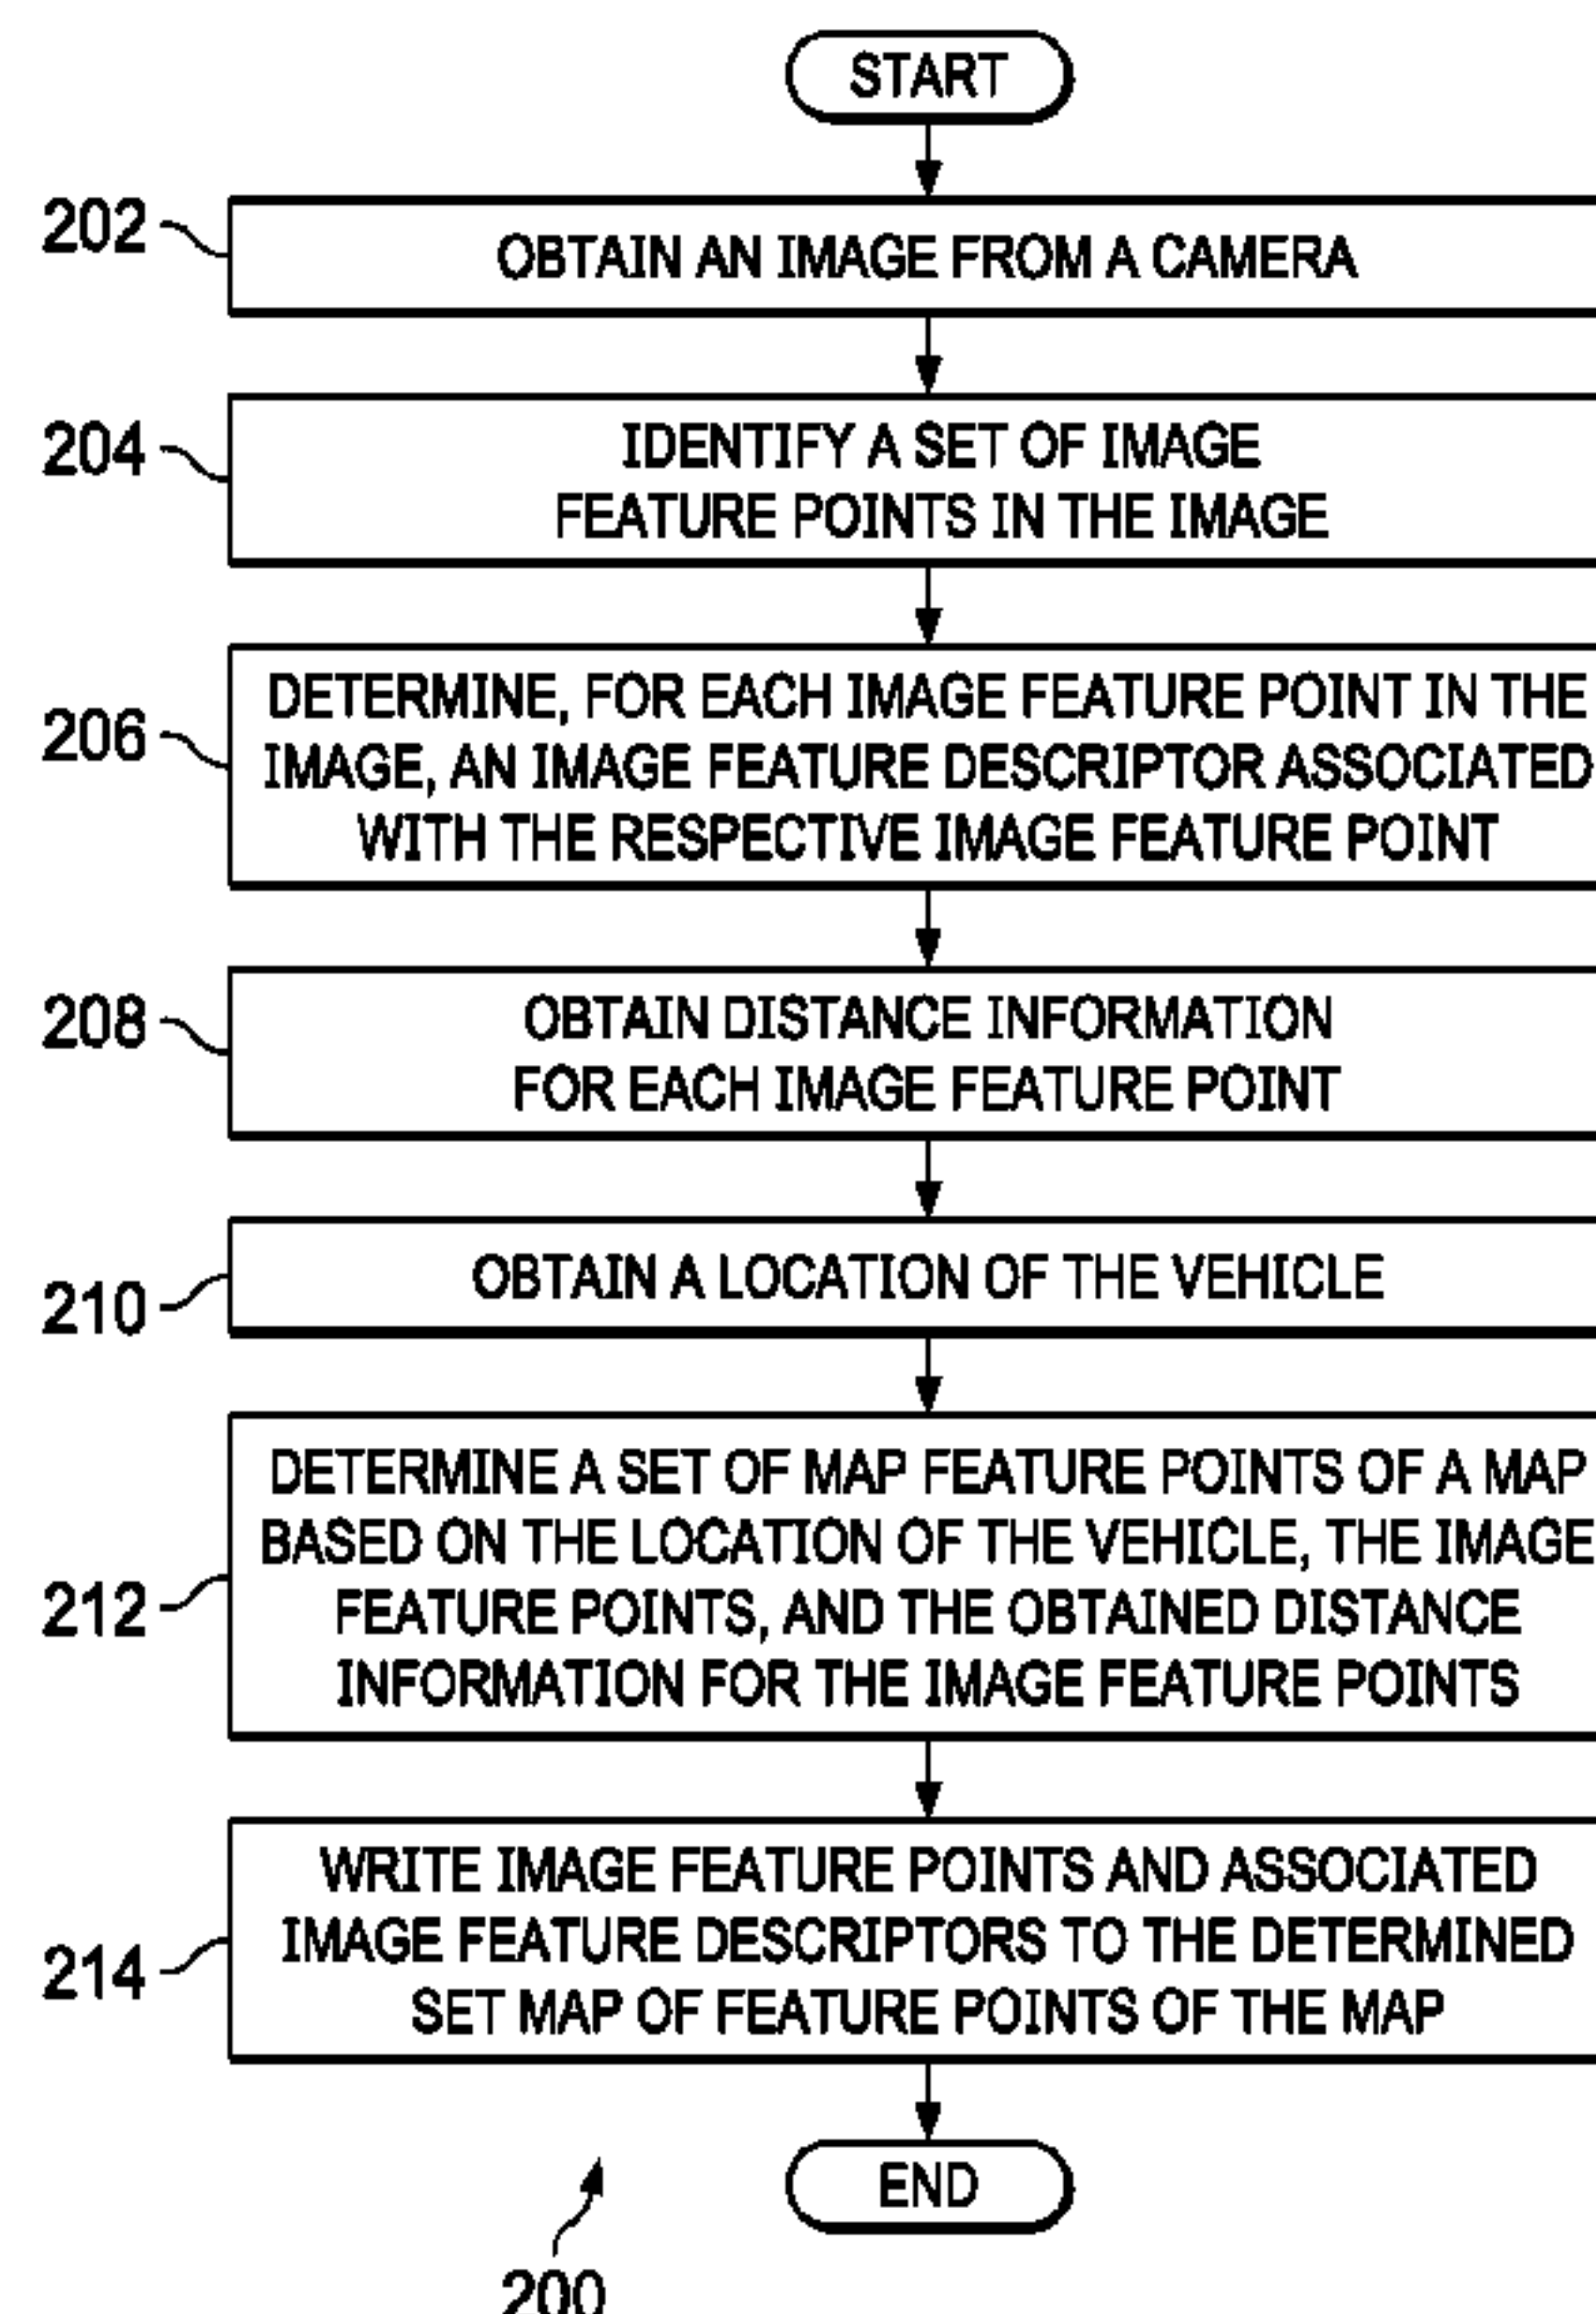 START
202
OBTAIN AN IMAGE FROM A CAMERA
204
IDENTIFY A SET OF IMAGE
FEATURE POINTS IN THE IMAGE
206
DETERMINE, FOR EACH IMAGE FEATURE POINT IN THE
IMAGE, AN IMAGE FEATURE DESCRIPTOR ASSOCIATED
WITH THE RESPECTIVE IMAGE FEATURE POINT
208
OBTAIN DISTANCE INFORMATION
FOR EACH IMAGE FEATURE POINT
210
OBTAIN A LOCATION OF THE VEHICLE
212
DETERMINE A SET OF MAP FEATURE POINTS OF A MAP
BASED ON THE LOCATION OF THE VEHICLE, THE IMAGE
FEATURE POINTS, AND THE OBTAINED DISTANCE
INFORMATION FOR THE IMAGE FEATURE POINTS
214
WRITE IMAGE FEATURE POINTS AND ASSOCIATED
IMAGE FEATURE DESCRIPTORS TO THE DETERMINED
SET MAP OF FEATURE POINTS OF THE MAP
END
200